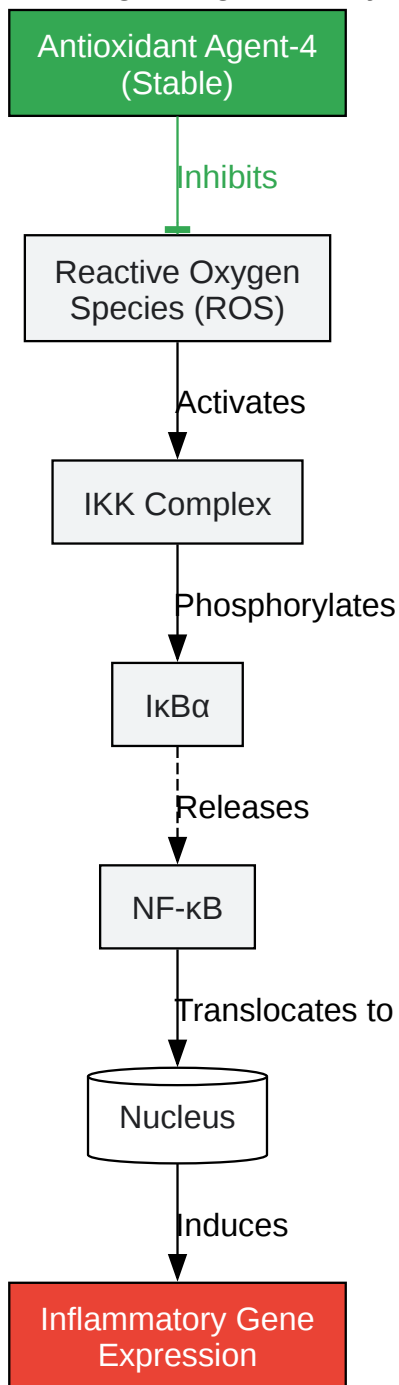 Antioxidant Agent-4
(Stable)
Inhibits
Reactive Oxygen
Species (ROS)
Activates
IKK Complex
Phosphorylates
IκBα
Releases
NF-κB
Translocates to
Nucleus
Induces
Inflammatory Gene
Expression